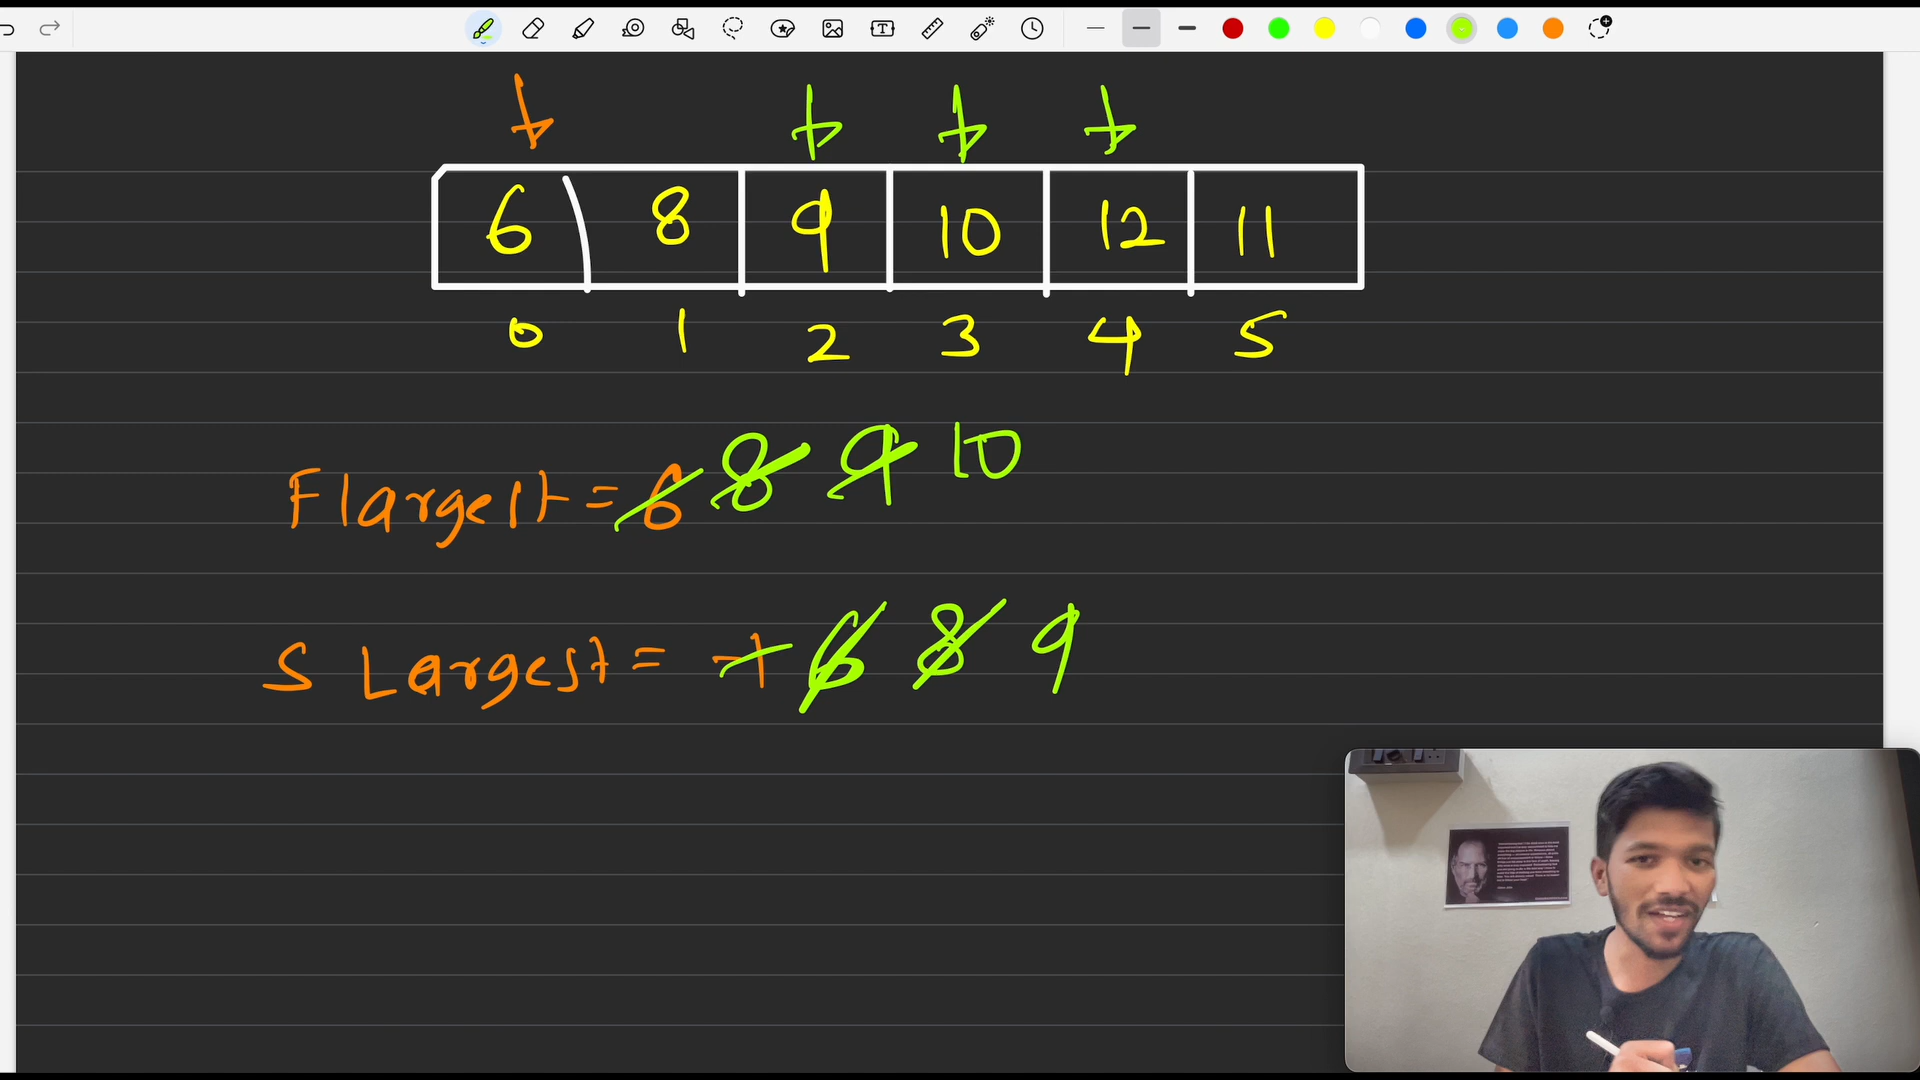 6 8 9 10 12 11
0 1 2 3 4 5
Flargest = 6 8 9 10
S Largest = -1 6 8 9